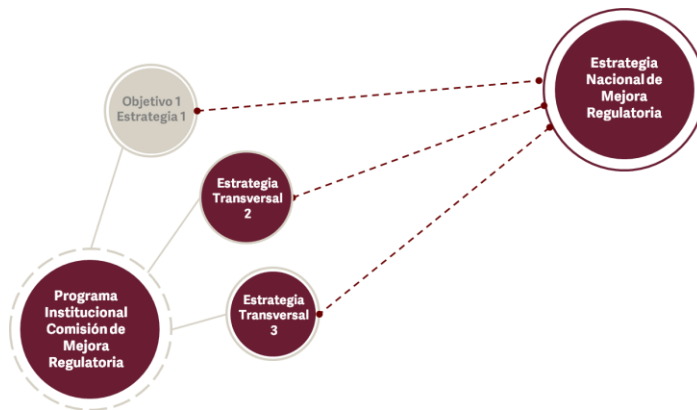 Estrategia
Nacional de
Mejora
Regulatoria
Objetivo 1
Estrategia 1
Estrategia
Transversal
2
Estrategia
Transversal
3
Programa
Institucional
Comisión de
Mejora
Regulatoria